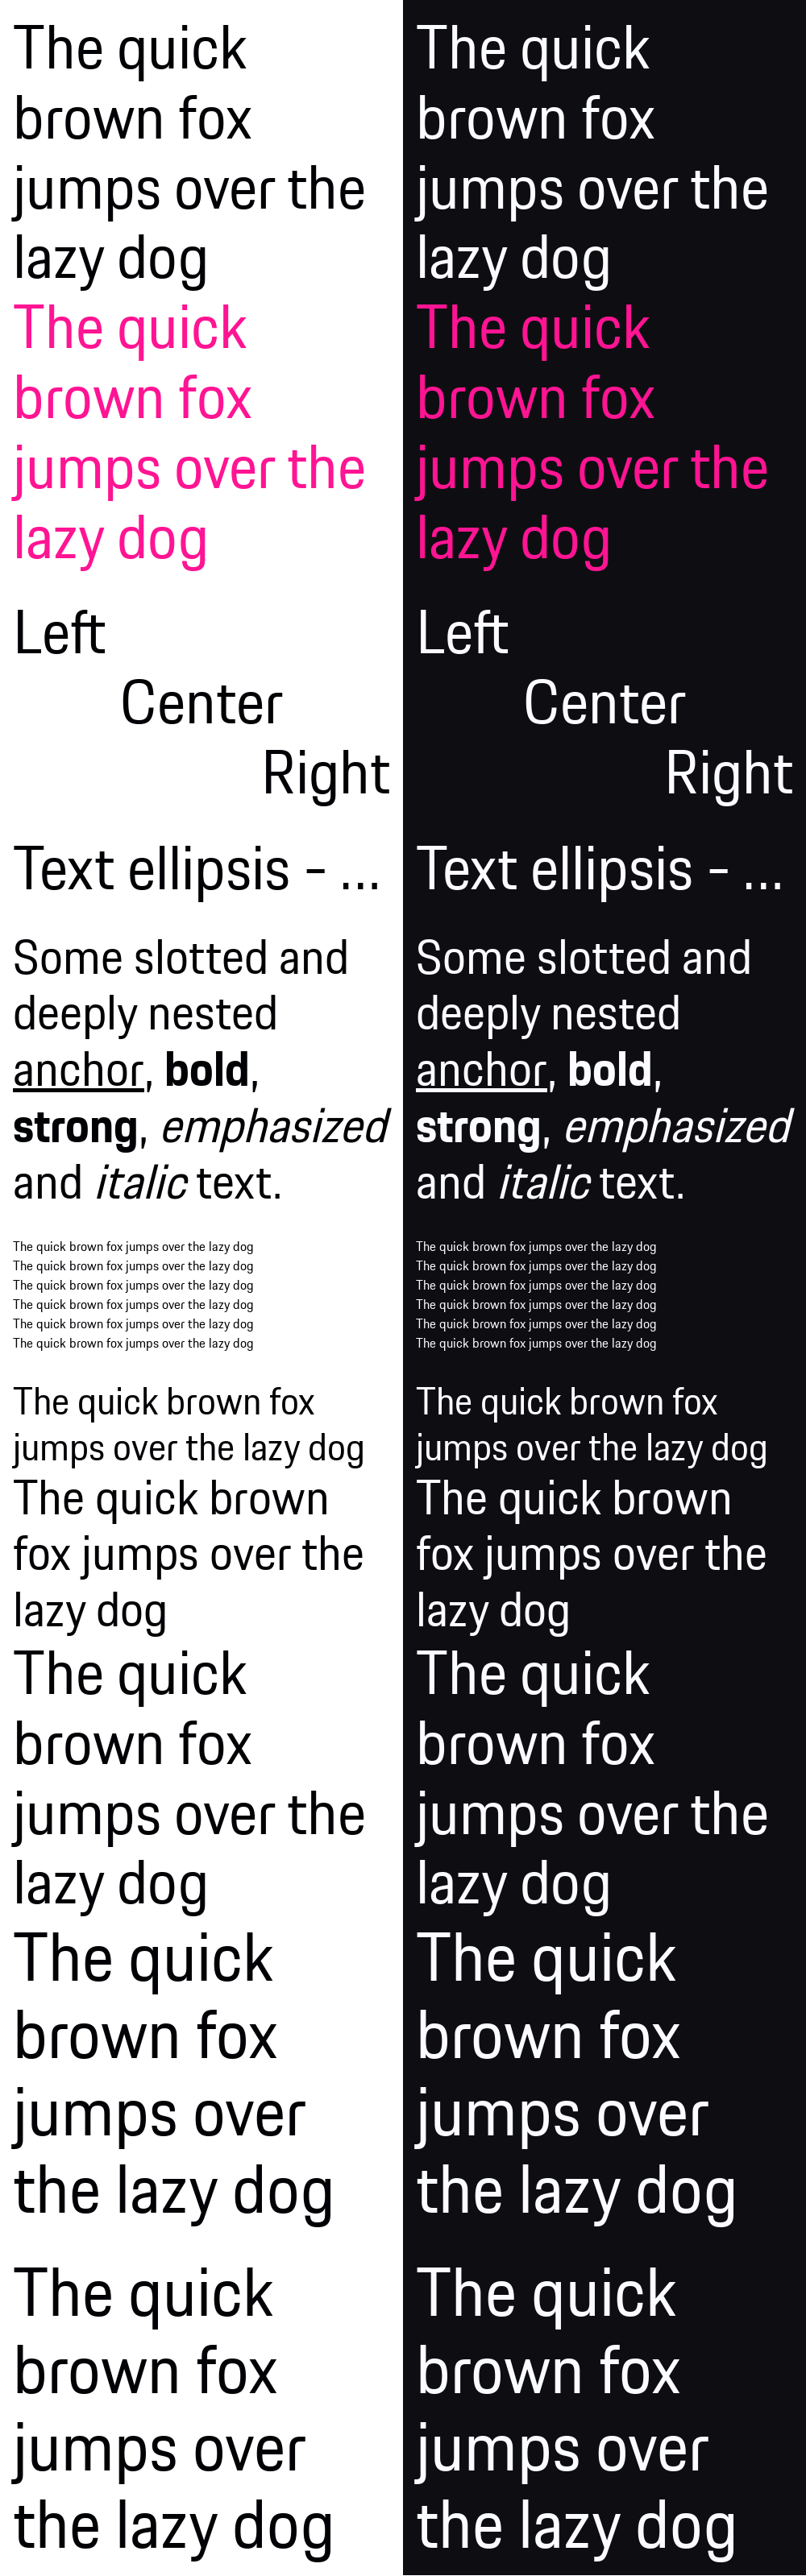 The quick
brown fox
jumps over the
lazy dog
The quick
brown fox
jumps over the
lazy dog
Left
Center
Right
Text ellipsis - ...
Some slotted and
deeply nested
anchor, bold,
strong, emphasized
and italic text.
The quick brown fox jumps over the lazy dog
The quick brown fox jumps over the lazy dog
The quick brown fox jumps over the lazy dog
The quick brown fox jumps over the lazy dog
The quick brown fox jumps over the lazy dog
The quick brown fox jumps over the lazy dog
The quick brown fox
jumps over the lazy dog
The quick brown
fox jumps over the
lazy dog
The quick
brown fox
jumps over the
lazy dog
The quick
brown fox
jumps over
the lazy dog
The quick
brown fox
jumps over
the lazy dog
The quick
brown fox
jumps over the
lazy dog
The quick
brown fox
jumps over the
lazy dog
Left
Center
Right
Text ellipsis - ...
Some slotted and
deeply nested
anchor, bold,
strong, emphasized
and italic text.
The quick brown fox jumps over the lazy dog
The quick brown fox jumps over the lazy dog
The quick brown fox jumps over the lazy dog
The quick brown fox jumps over the lazy dog
The quick brown fox jumps over the lazy dog
The quick brown fox jumps over the lazy dog
The quick brown fox
jumps over the lazy dog
The quick brown
fox jumps over the
lazy dog
The quick
brown fox
jumps over the
lazy dog
The quick
brown fox
jumps over
the lazy dog
The quick
brown fox
jumps over
the lazy dog